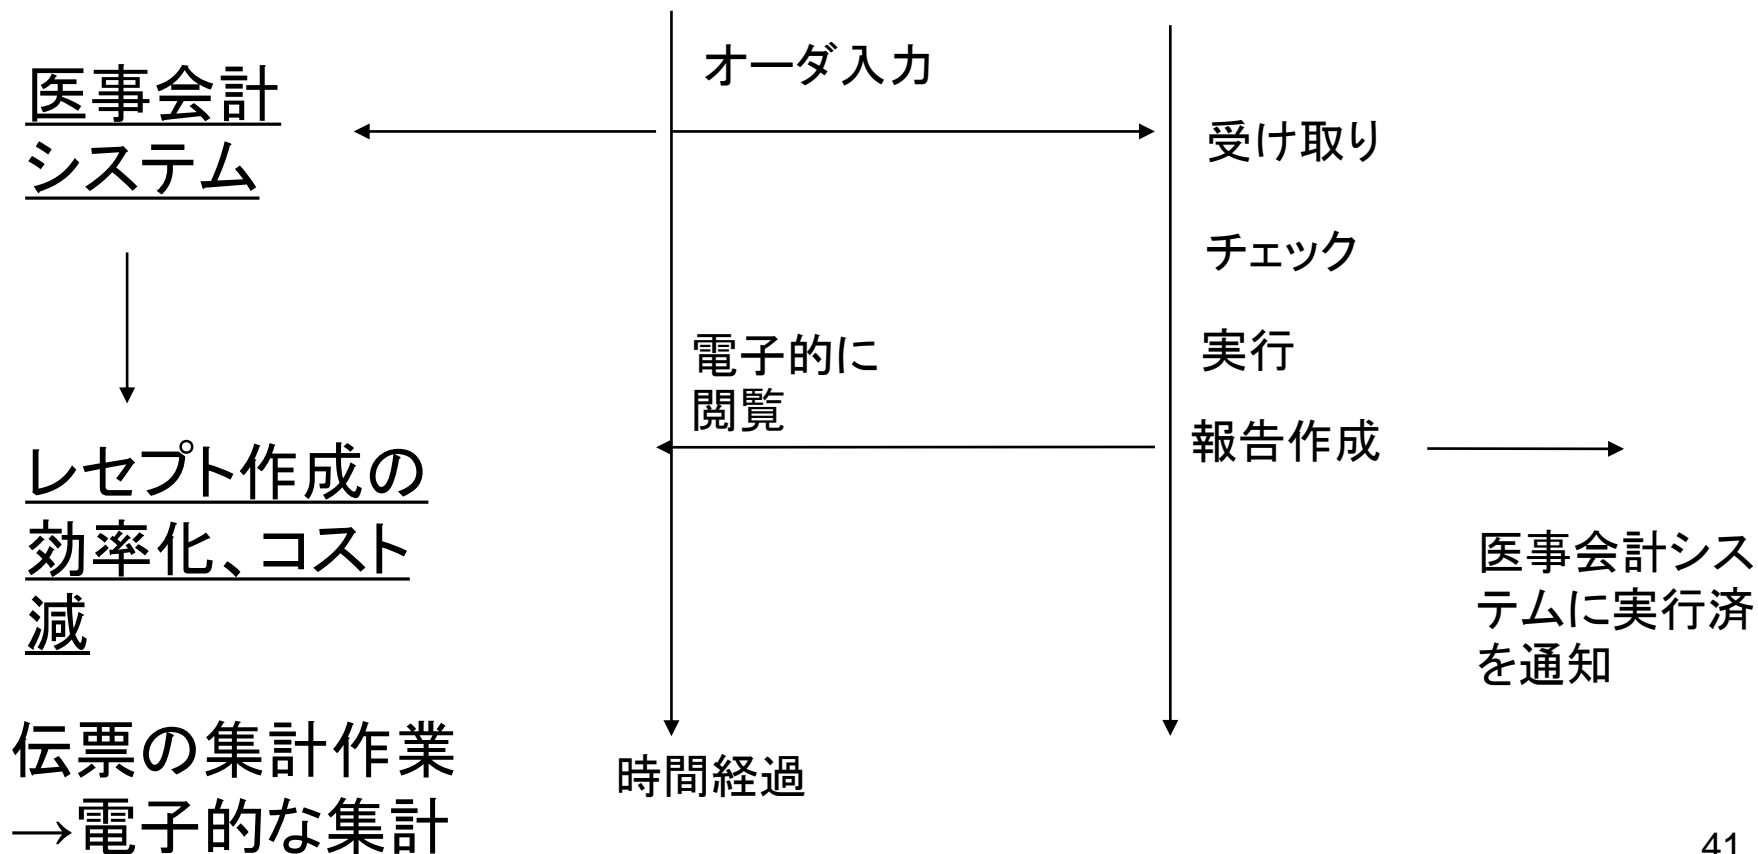 医事会計
システム
オーダ入力
受け取り
チェック
実行
電子的に
閲覧
報告作成
レセプト作成の
効率化、コスト
減
医事会計シス
テムに実行済
を通知
伝票の集計作業
→電子的な集計
時間経過
41